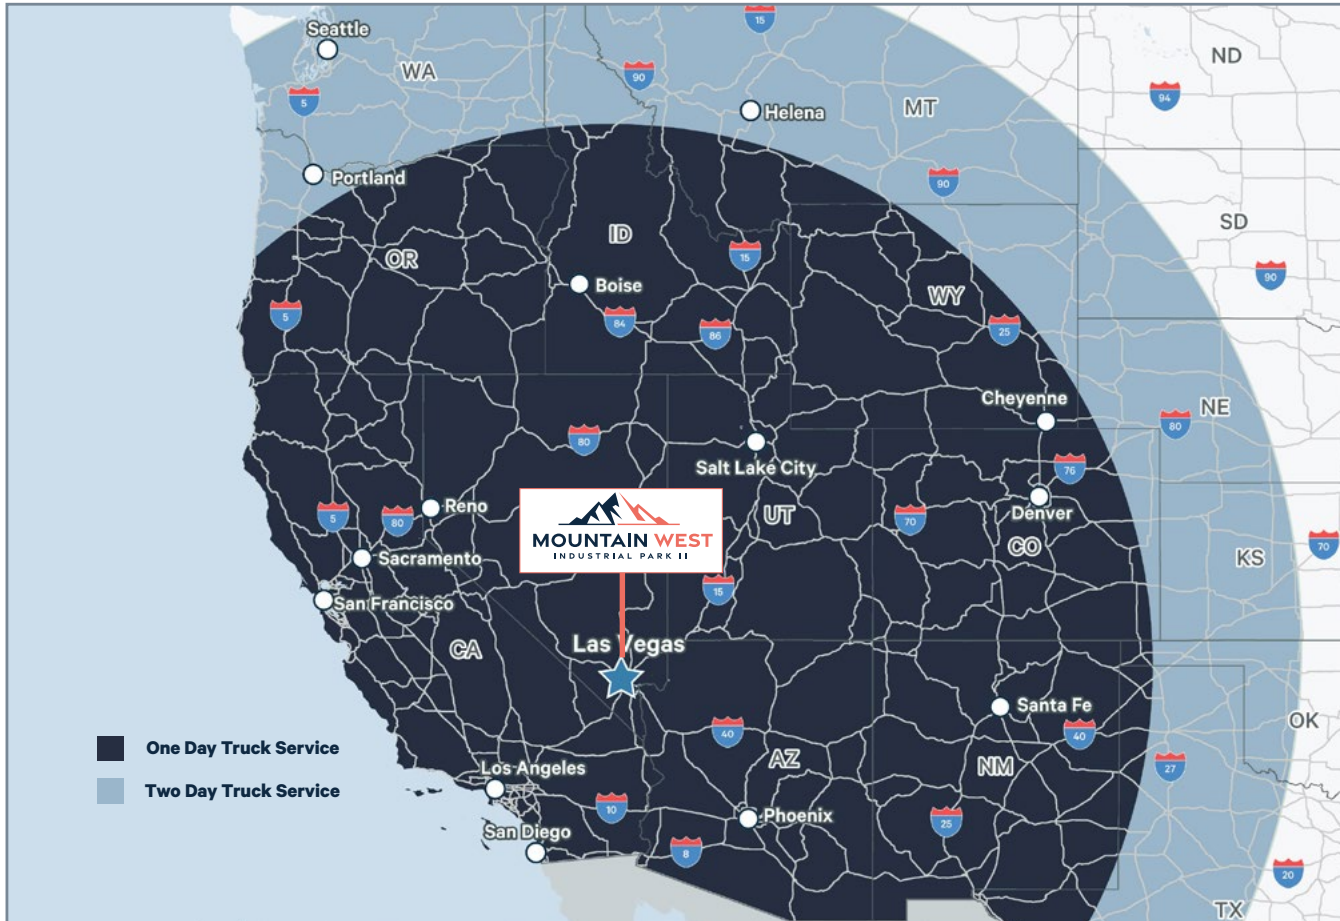 Seattle
15
WA
90
ND
5
94
Helena
MT
Portland
90
ID
SD
OR
15
90
Boise
WY
5
84
86
25
Cheyenne
NE
80
80
Salt Lake City
76
Reno
UT
Denver
5
80
70
MOUNTAIN WEST
INDUSTRIAL PARK II
CO
70
Sacramento
KS
15
San Francisco
CA
Las Vegas
Santa Fe
OK
40
40
One Day Truck Service
AZ
NM
27
Los Angeles
Two Day Truck Service
10
Phoenix
25
San Diego
8
20
TX